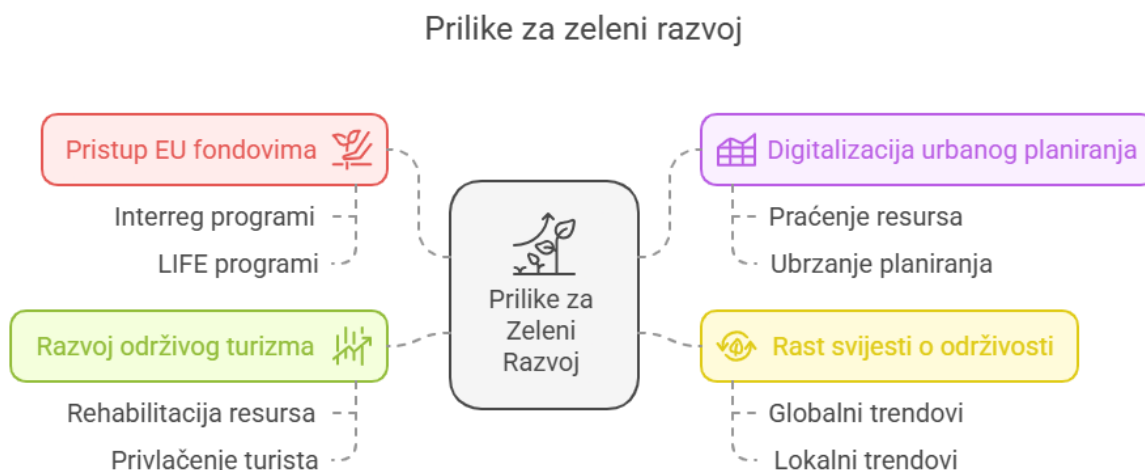 Prilike za zeleni razvoj
Pristup EU fondovima
Interreg programi
LIFE programi
Razvoj održivog turizma
Rehabilitacija resursa
Privlačenje turista
Prilike za
Zeleni
Razvoj
Digitalizacija urbanog planiranja
Praćenje resursa
Ubrzanje planiranja
Rast svijesti o održivosti
Globalni trendovi
Lokalni trendovi